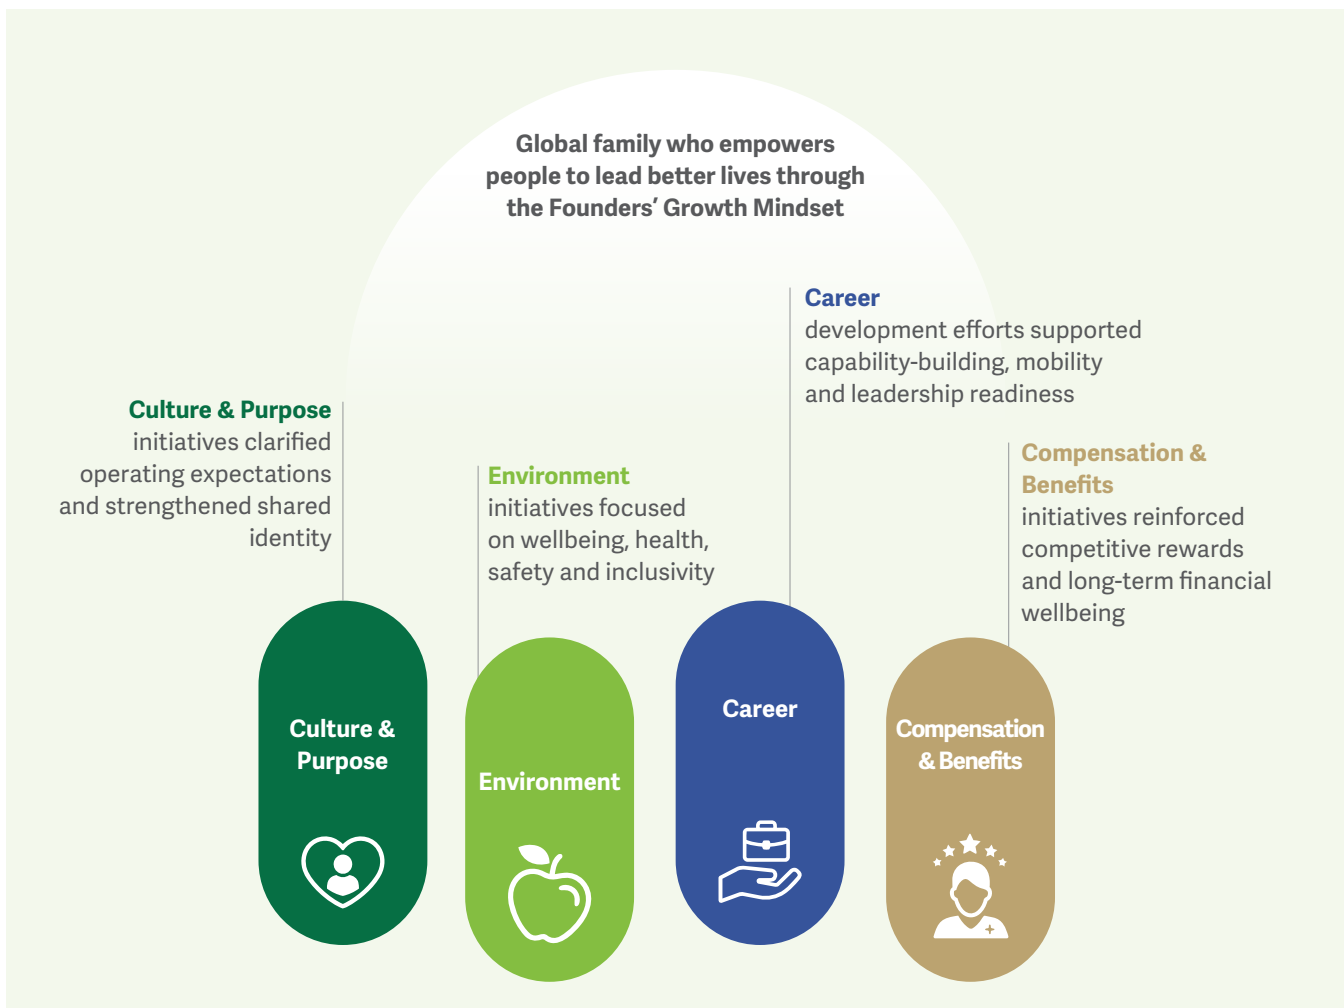 Global family who empowers
people to lead better lives through
the Founders’ Growth Mindset
Culture & Purpose
initiatives clarified
operating expectations
and strengthened shared
identity
Environment
initiatives focused
on wellbeing, health,
safety and inclusivity
Career
development efforts supported
capability-building, mobility
and leadership readiness
Compensation &
Benefits
initiatives reinforced
competitive rewards
and long-term financial
wellbeing
Culture &
Purpose
Environment
Career
Compensation
& Benefits